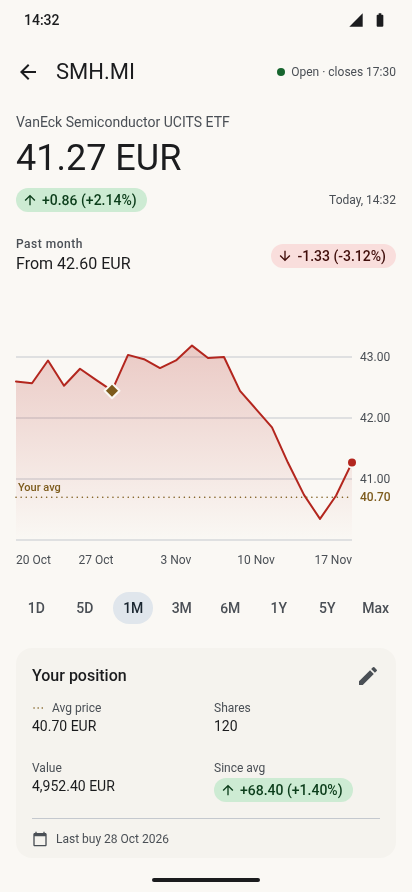 14:32
SMH.MI
Open · closes 17:30
VanEck Semiconductor UCITS ETF
41.27 EUR
+0.86 (+2.14%)
Today, 14:32
Past month
From 42.60 EUR
-1.33 (-3.12%)
43.00
42.00
41.00
Your avg
40.70
20 Oct 27 Oct 3 Nov 10 Nov 17 Nov
1D 5D 1M 3M 6M 1Y 5Y Max
Your position
Avg price
40.70 EUR
Shares
120
Value
4,952.40 EUR
Since avg
+68.40 (+1.40%)
Last buy 28 Oct 2026